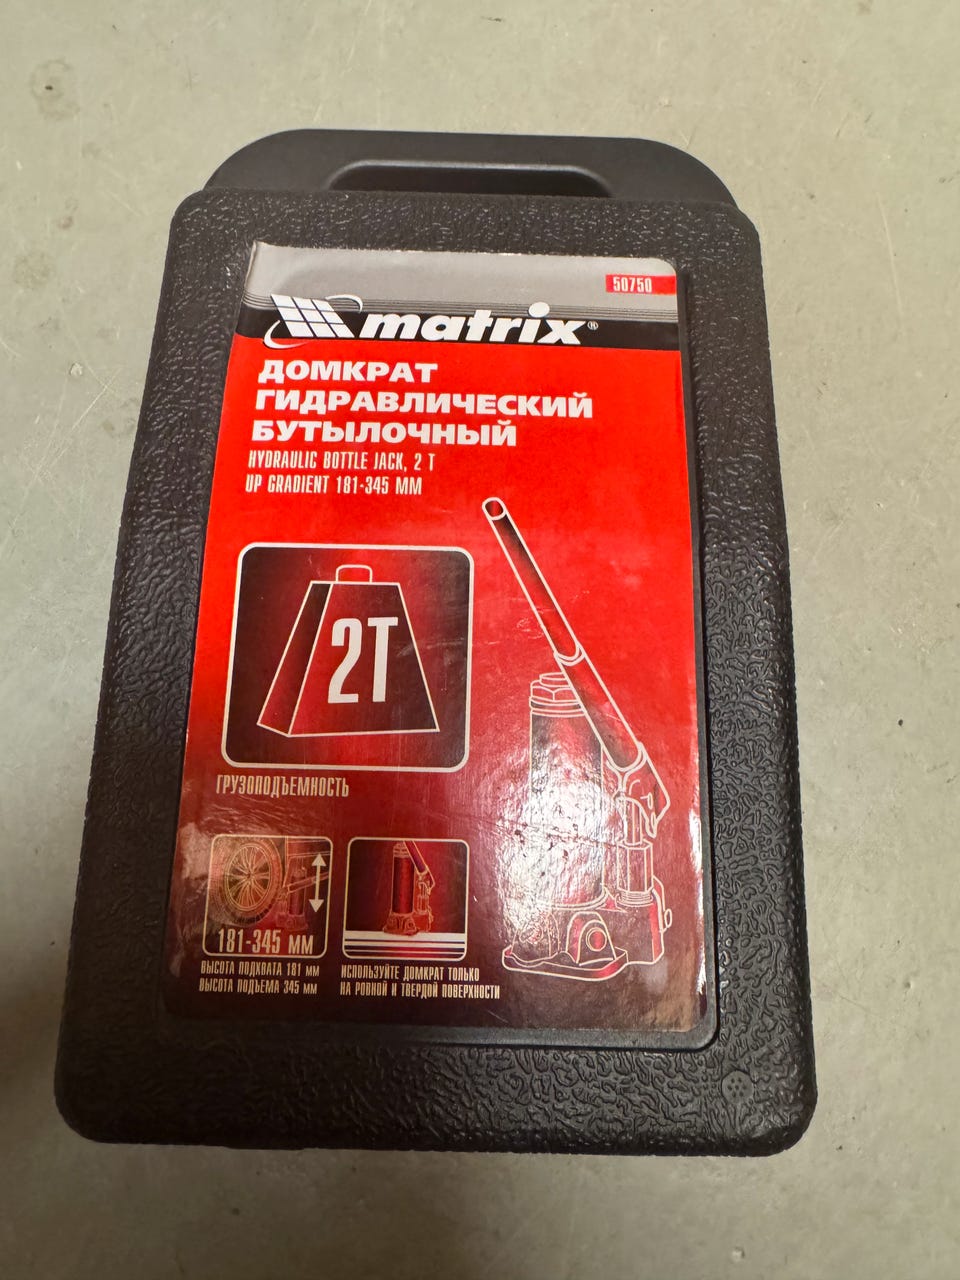 50750
matrix®
ДОМКРАТ
ГИДРАВЛИЧЕСКИЙ
БУТЫЛОЧНЫЙ
HYDRAULIC BOTTLE JACK, 2 T
UP GRADIENT 181-345 MM
2Т
ГРУЗОПОДЪЕМНОСТЬ
181-345 ММ
ВЫСОТА ПОДХВАТА 181 ММ
ВЫСОТА ПОДЪЕМА 345 ММ
ИСПОЛЬЗУЙТЕ ДОМКРАТ ТОЛЬКО
НА РОВНОЙ И ТВЕРДОЙ ПОВЕРХНОСТИ